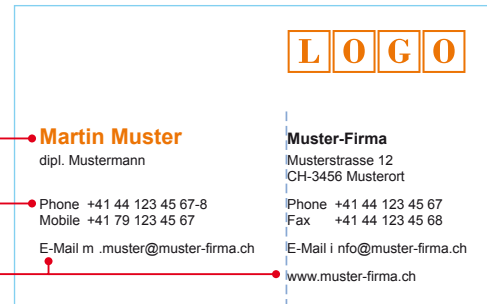 LOGO
Martin Muster
dipl. Mustermann
Phone +41 44 123 45 67-8
Mobile +41 79 123 45 67
E-Mail m .muster@muster-firma.ch
Muster-Firma
Musterstrasse 12
CH-3456 Musterort
Phone +41 44 123 45 67
Fax +41 44 123 45 68
E-Mail i nfo@muster-firma.ch
www.muster-firma.ch